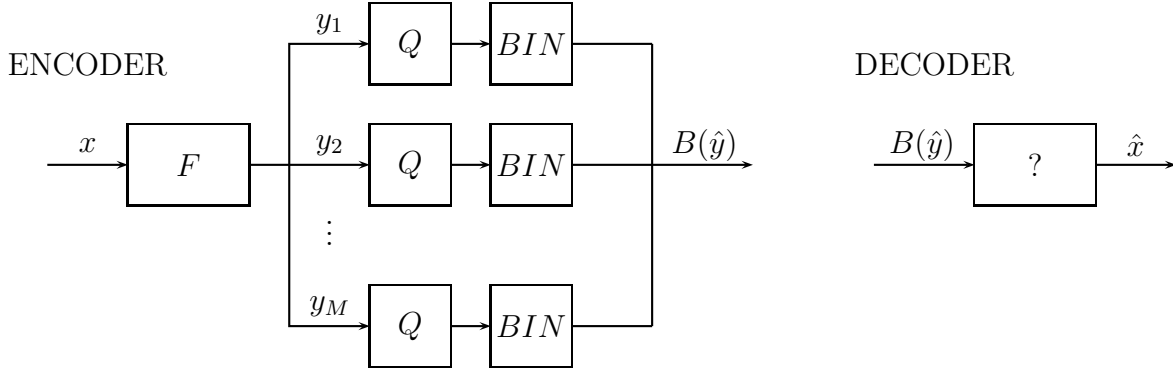 ENCODER
x
F
y₁
Q
BIN
y₂
Q
BIN
⋮
y_M
Q
BIN
B(ŷ)
DECODER
B(ŷ)
?
x̂